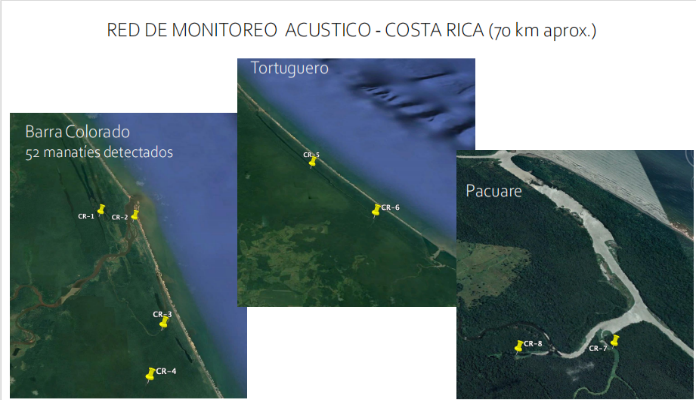 RED DE MONITOREO ACUSTICO - COSTA RICA (70 km aprox.)
Tortuguero
Barra Colorado
52 manatíes detectados
CR-5
CR-6
CR-1
CR-2
CR-3
CR-4
Pacuare
CR-8
CR-7